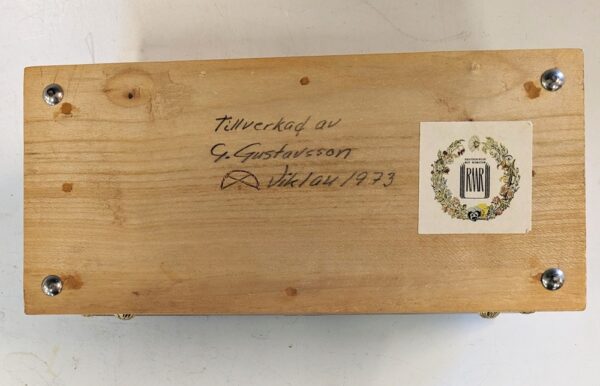 Tillverkad av
G. Gustavsson
Viklau 1973
RMR